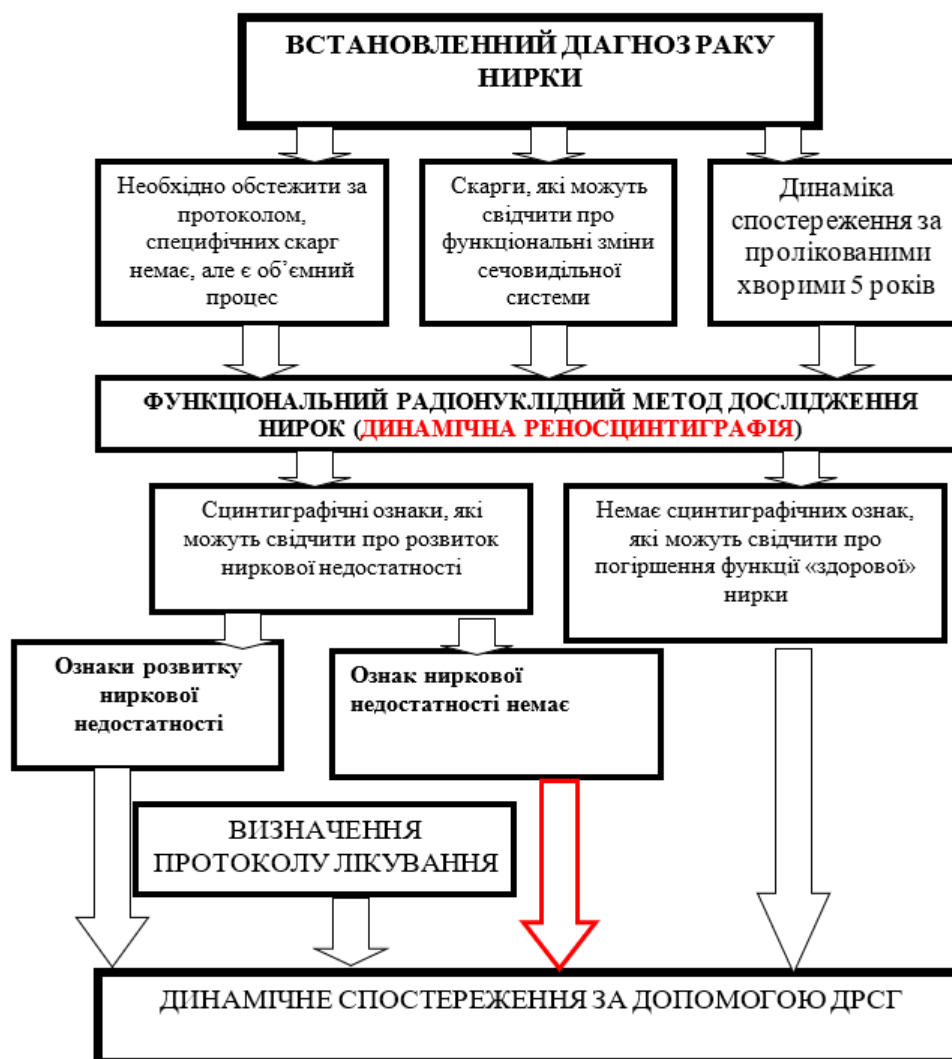 ВСТАНОВЛЕННИЙ ДІАГНОЗ РАКУ
НИРКИ
Необхідно обстежити за
протоколом,
специфічних скарг
немає, але є об’ємний
процес
Скарги, які можуть
свідчити про
функціональні зміни
сечовидільної
системи
Динаміка
спостереження за
пролікованими
хворими 5 років
ФУНКЦІОНАЛЬНИЙ РАДІОНУКЛІДНИЙ МЕТОД ДОСЛІДЖЕННЯ
НИРОК (ДИНАМІЧНА РЕНОСЦИНТИГРАФІЯ)
Сцинтиграфічні ознаки, які
можуть свідчити про розвиток
ниркової недостатності
Немає сцинтиграфічних ознак,
які можуть свідчити про
погіршення функції «здорової»
нирки
Ознаки розвитку
ниркової
недостатності
Ознак ниркової
недостатності немає
ВИЗНАЧЕННЯ
ПРОТОКОЛУ ЛІКУВАННЯ
ДИНАМІЧНЕ СПОСТЕРЕЖЕННЯ ЗА ДОПОМОГОЮ ДРСГ